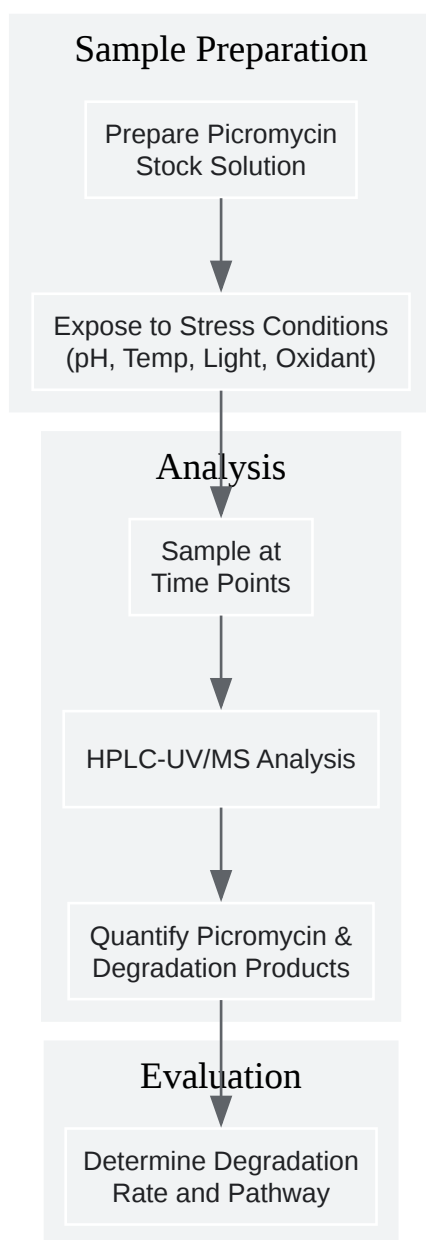 Sample Preparation
Prepare Picromycin
Stock Solution
Expose to Stress Conditions
(pH, Temp, Light, Oxidant)
Analysis
Sample at
Time Points
HPLC-UV/MS Analysis
Quantify Picromycin &
Degradation Products
Evaluation
Determine Degradation
Rate and Pathway